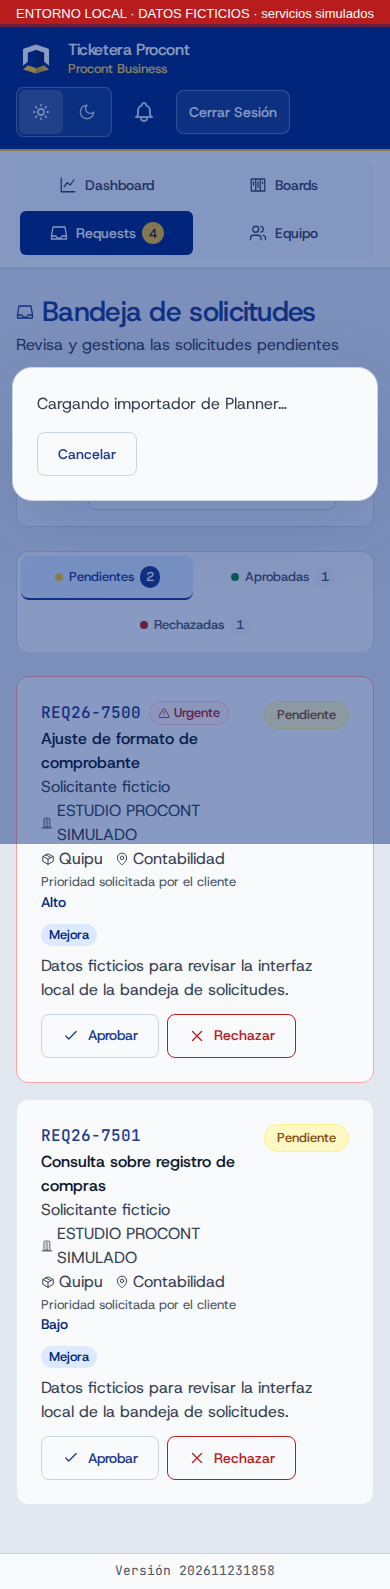 ENTORNO LOCAL · DATOS FICTICIOS · servicios simulados
Ticketera Procont
Procont Business
Cerrar Sesión
Dashboard
Boards
Requests 4
Equipo
Bandeja de solicitudes
Revisa y gestiona las solicitudes pendientes
Cargando importador de Planner...
Cancelar
Pendientes 2
Aprobadas 1
Rechazadas 1
REQ26-7500 Urgente Pendiente
Ajuste de formato de
comprobante
Solicitante ficticio
ESTUDIO PROCONT
SIMULADO
Quipu Contabilidad
Prioridad solicitada por el cliente
Alto
Mejora
Datos ficticios para revisar la interfaz
local de la bandeja de solicitudes.
Aprobar Rechazar
REQ26-7501 Pendiente
Consulta sobre registro de
compras
Solicitante ficticio
ESTUDIO PROCONT
SIMULADO
Quipu Contabilidad
Prioridad solicitada por el cliente
Bajo
Mejora
Datos ficticios para revisar la interfaz
local de la bandeja de solicitudes.
Aprobar Rechazar
Versión 202611231858